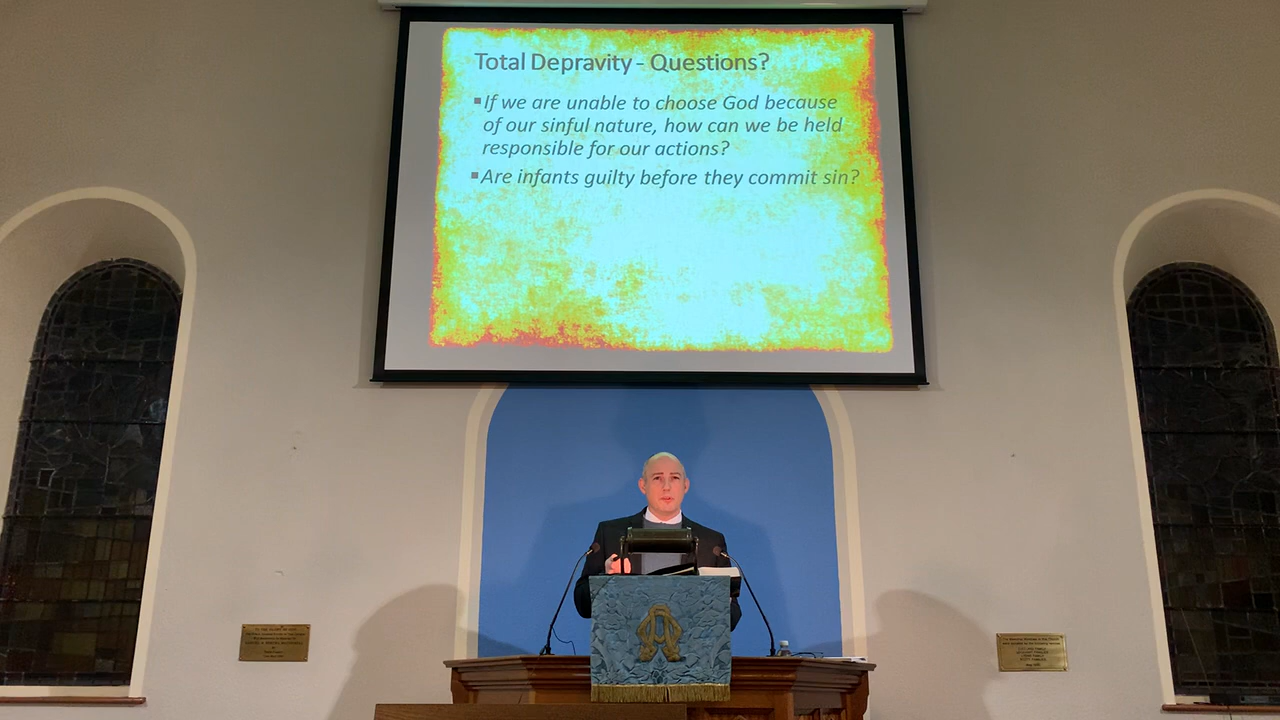 Total Depravity - Questions?
▪If we are unable to choose God because
of our sinful nature, how can we be held
responsible for our actions?
▪Are infants guilty before they commit sin?